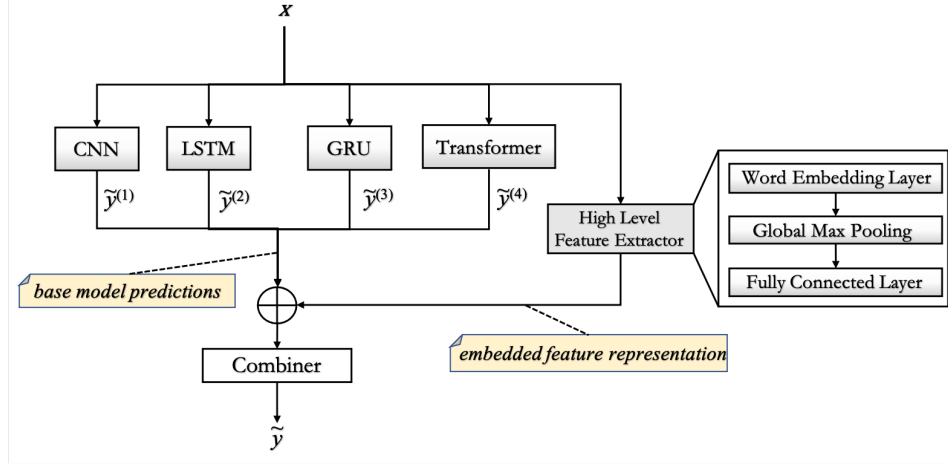 x
CNN
LSTM
GRU
Transformer
ỹ(1)
ỹ(2)
ỹ(3)
ỹ(4)
High Level
Feature Extractor
Word Embedding Layer
Global Max Pooling
Fully Connected Layer
base model predictions
embedded feature representation
Combiner
ỹ